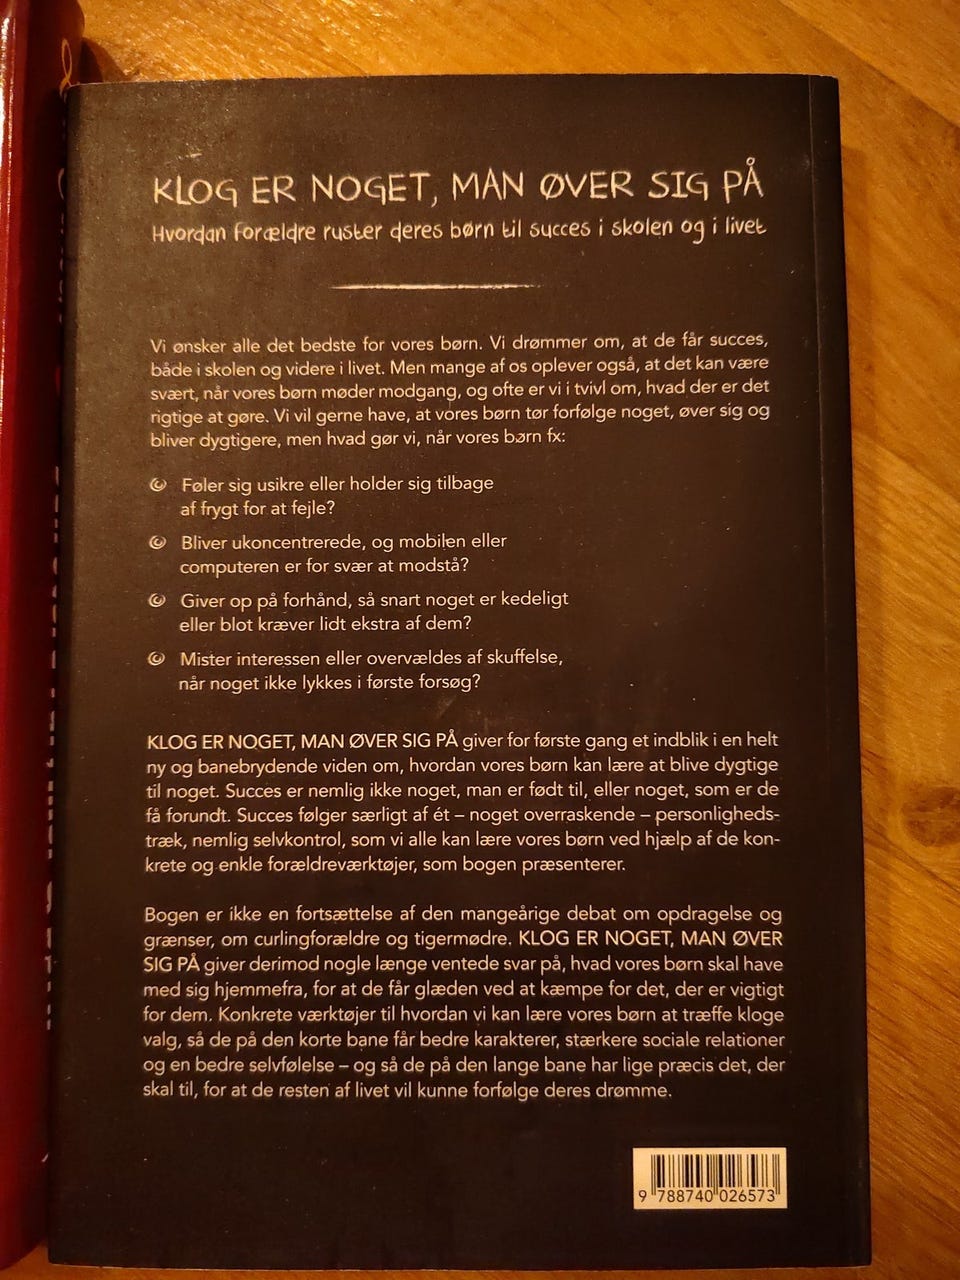 KLOG ER NOGET, MAN ØVER SIG PÅ
Hvordan forældre ruster deres børn til succes i skolen og i livet
Vi ønsker alle det bedste for vores børn. Vi drømmer om, at de får succes,
både i skolen og videre i livet. Men mange af os oplever også, at det kan være
svært, når vores børn møder modgang, og ofte er vi i tvivl om, hvad der er det
rigtige at gøre. Vi vil gerne have, at vores børn tør forfølge noget, øver sig og
bliver dygtigere, men hvad gør vi, når vores børn fx:
Føler sig usikre eller holder sig tilbage
af frygt for at fejle?
Bliver ukoncentrerede, og mobilen eller
computeren er for svær at modstå?
Giver op på forhånd, så snart noget er kedeligt
eller blot kræver lidt ekstra af dem?
Mister interessen eller overvældes af skuffelse,
når noget ikke lykkes i første forsøg?
KLOG ER NOGET, MAN ØVER SIG PÅ giver for første gang et indblik i en helt
ny og banebrydende viden om, hvordan vores børn kan lære at blive dygtige
til noget. Succes er nemlig ikke noget, man er født til, eller noget, som er de
få forundt. Succes følger særligt af ét – noget overraskende – personligheds-
træk, nemlig selvkontrol, som vi alle kan lære vores børn ved hjælp af de kon-
krete og enkle forældreværktøjer, som bogen præsenterer.
Bogen er ikke en fortsættelse af den mangeårige debat om opdragelse og
grænser, om curlingforældre og tigermødre. KLOG ER NOGET, MAN ØVER
SIG PÅ giver derimod nogle længe ventede svar på, hvad vores børn skal have
med sig hjemmefra, for at de får glæden ved at kæmpe for det, der er vigtigt
for dem. Konkrete værktøjer til hvordan vi kan lære vores børn at træffe kloge
valg, så de på den korte bane får bedre karakterer, stærkere sociale relationer
og en bedre selvfølelse – og så de på den lange bane har lige præcis det, der
skal til, for at de resten af livet vil kunne forfølge deres drømme.
9 788740 026573